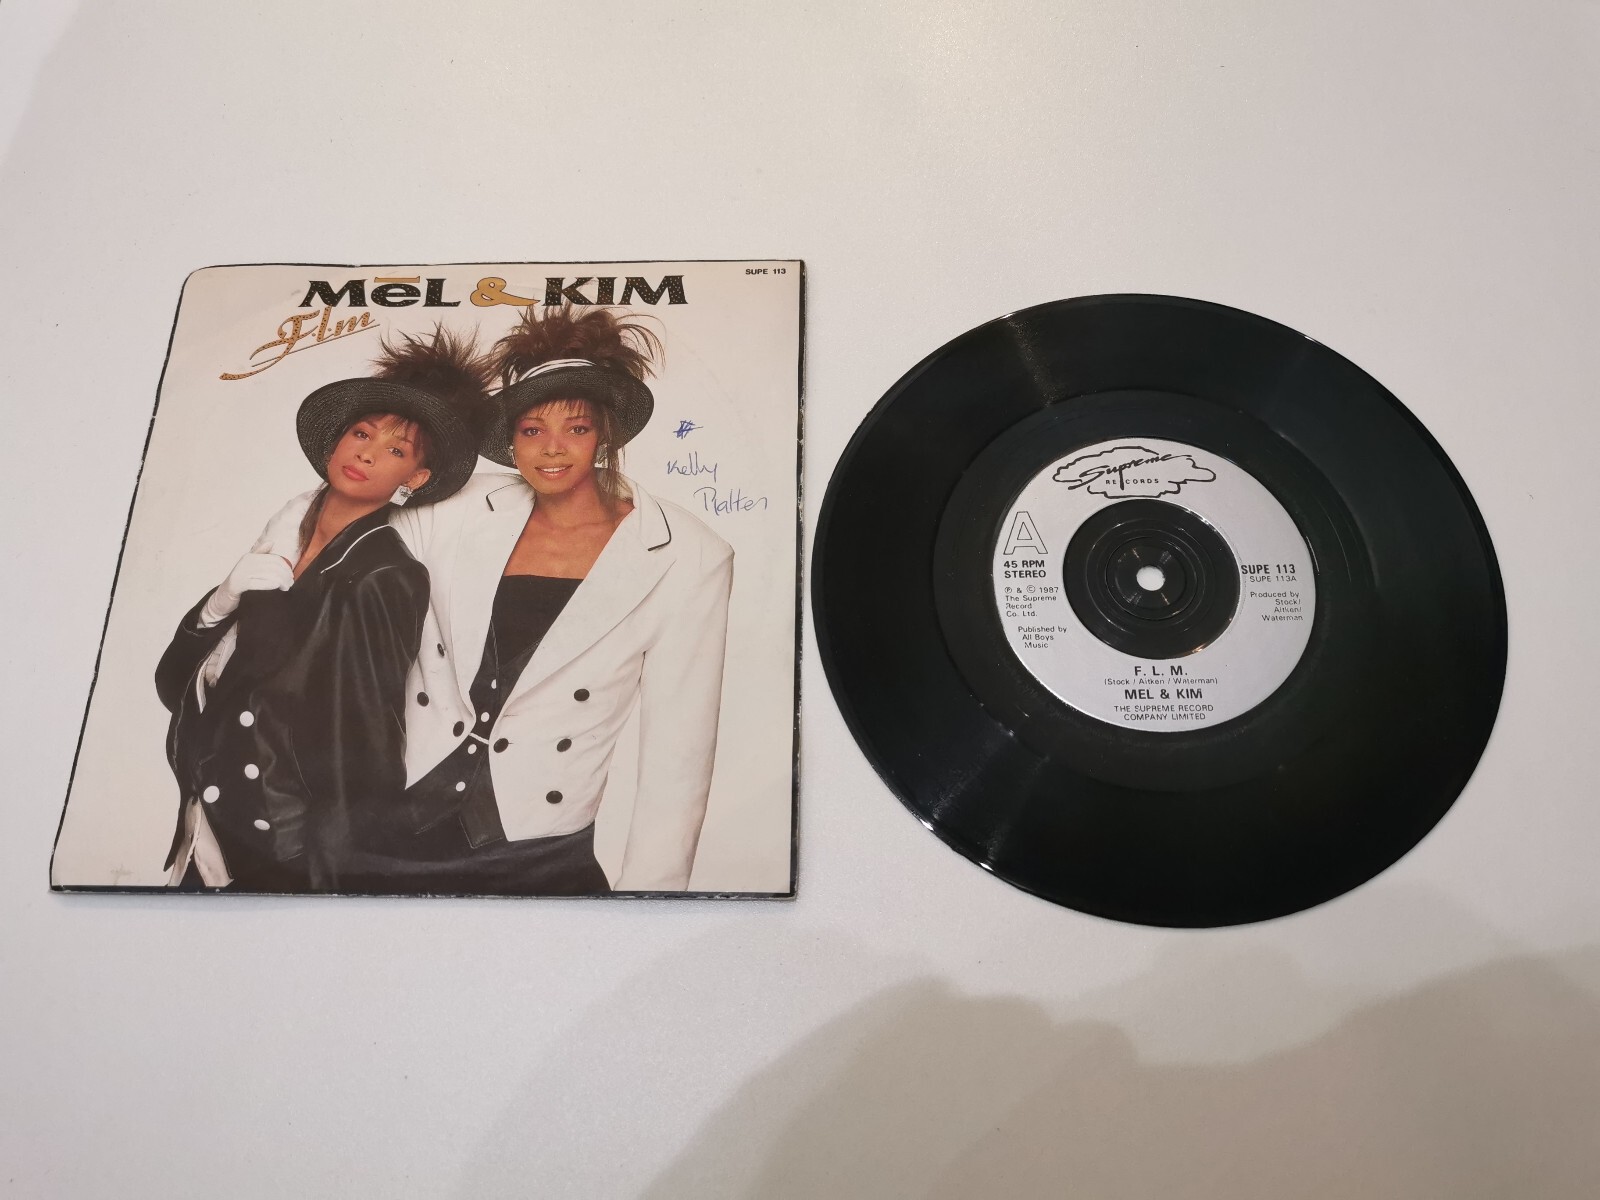 SUPE 113
MēL & KIM
F.l.m
#
Kelly
Supreme
RECORDS
A
45 RPM
STEREO
℗ & © 1987
The Supreme
Record
Co. Ltd.
Published by
All Boys
Music
SUPE 113
SUPE 113A
Produced by
Stock/
Aitken/
Waterman
F. L. M.
(Stock / Aitken / Waterman)
MEL & KIM
THE SUPREME RECORD
COMPANY LIMITED